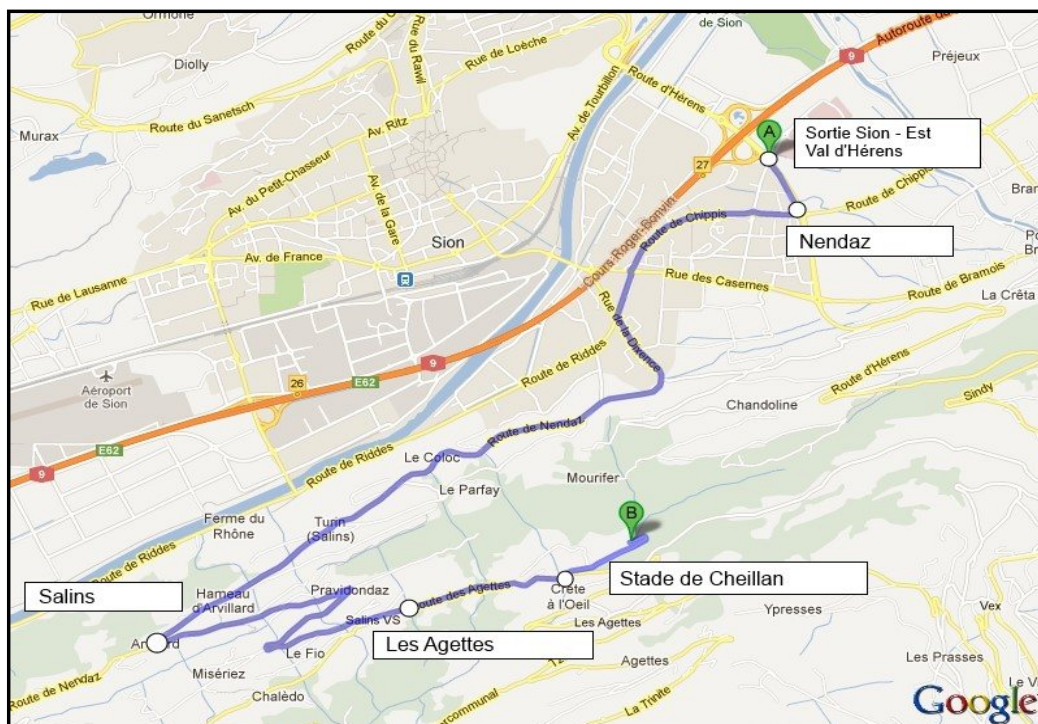 Ormône
Diolly
Route du Sanetsch
Murax
Rue du Rawil
Rue de Loèche
Av. Ritz
Av. du Petit-Chasseur
Av. de la Gare
Av. de France
Rue de Lausanne
Sion
Av. de Tourbillon
de Sion
Route d'Hérens
Autoroute
9
Préjeux
A
Sortie Sion - Est
Val d'Hérens
27
Route de Chippis
Route de Chippis
Nendaz
Cours Roger-Bonvin
Rue des Casernes
Route de Bramois
La Crêta
Rue de la Dixence
Route de Riddes
Route d'Hérens
Sindy
Chandoline
Aéroport
de Sion
26
E62
9
E62
9
Route de Riddes
Route de Nendaz
Le Coloc
Le Parfay
Mourifer
Ferme du
Rhône
Turin
(Salins)
B
Route de Riddes
Salins
Hameau
d'Arvillard
Pravidondaz
Stade de Cheillan
Route des Agettes
Crête
à l'Oeil
Salins VS
Les Agettes
Les Agettes
Ypresses
Vex
Misériez
Le Fio
Agettes
Les Prasses
Route de Nendaz
Chalèdo
La Trinite
Google